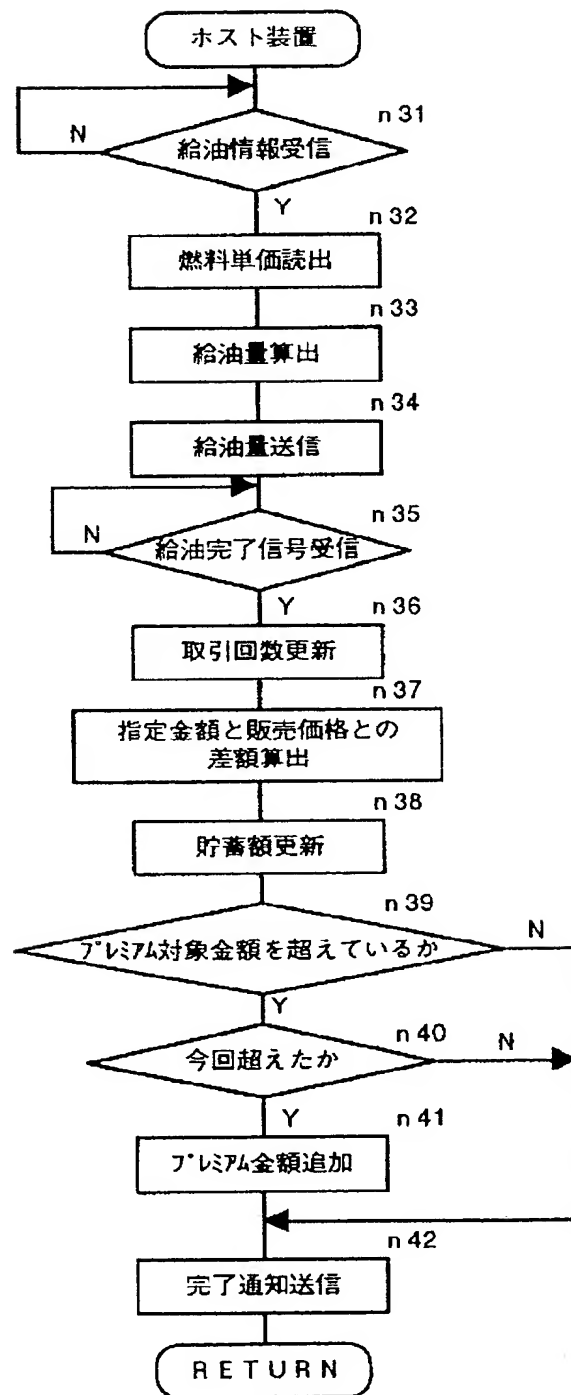 ホスト装置
n31
N
給油情報受信
Y
n32
燃料単価読出
n33
給油量算出
n34
給油量送信
n35
N
給油完了信号受信
Y
n36
取引回数更新
n37
指定金額と販売価格との
差額算出
n38
貯蓄額更新
n39
プレミアム対象金額を超えているか
N
Y
n40
今回超えたか
N
Y
n41
プレミアム金額追加
n42
完了通知送信
RETURN